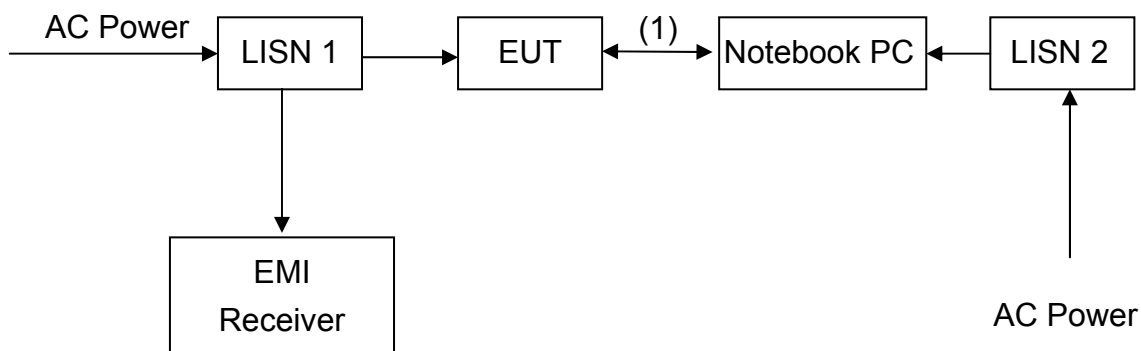 AC Power
LISN 1
EUT
(1)
Notebook PC
LISN 2
EMI
Receiver
AC Power